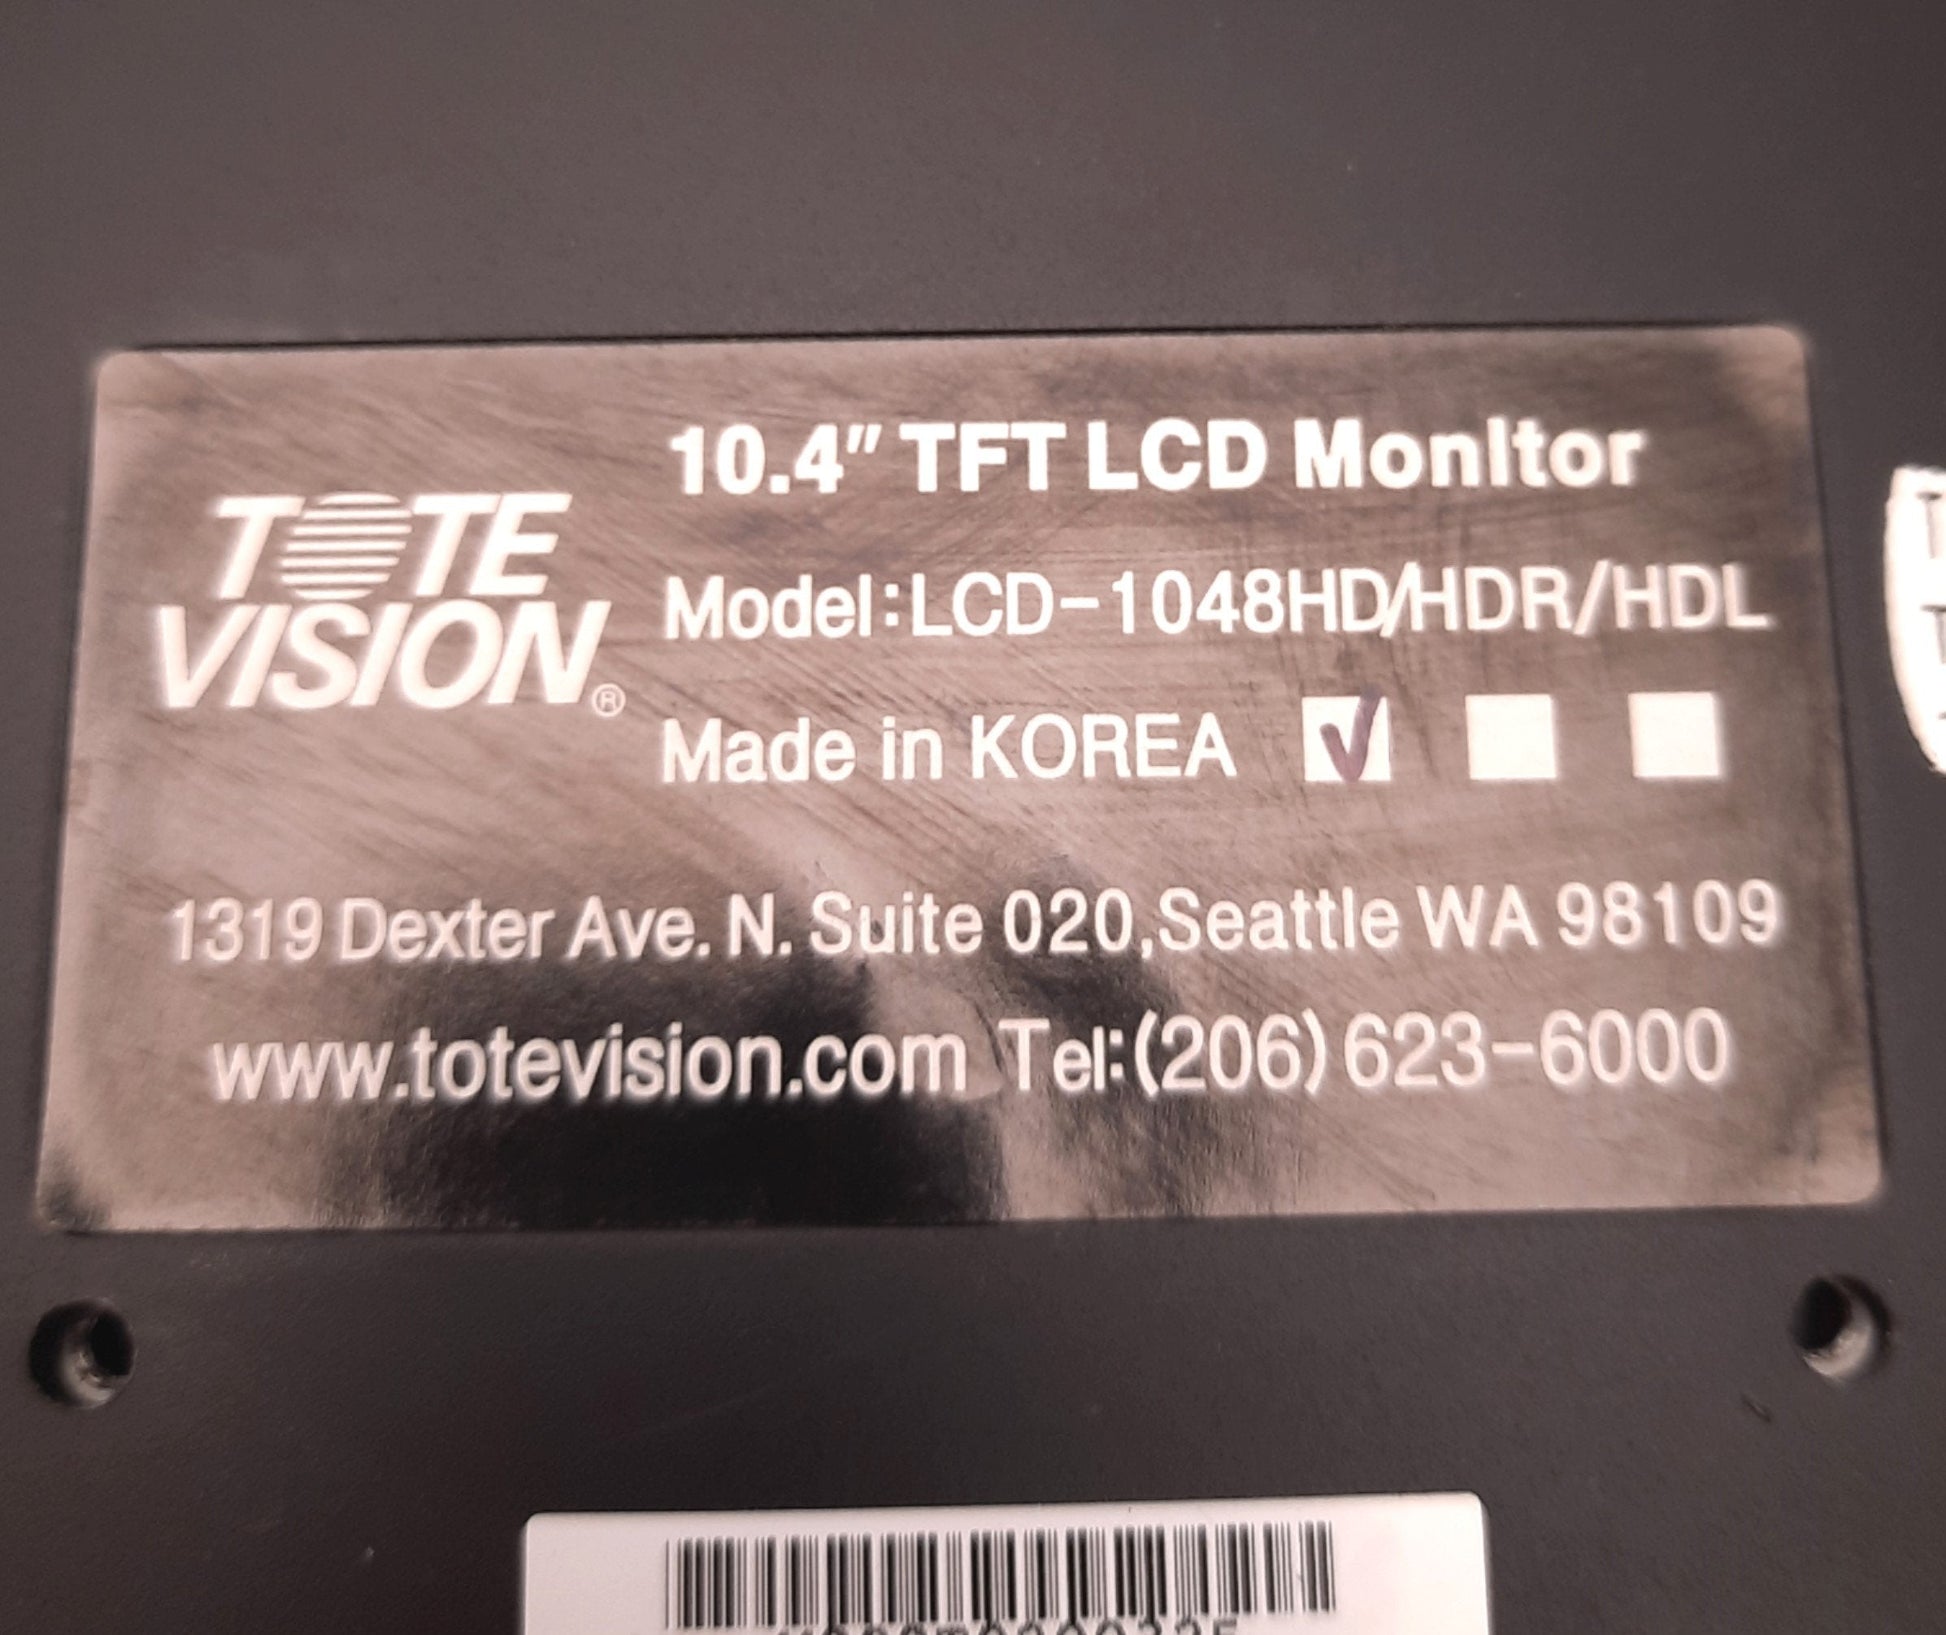 10.4" TFT LCD Monitor
TOTE
VISION®
Model:LCD-1048HD/HDR/HDL
Made in KOREA
1319 Dexter Ave. N. Suite 020,Seattle WA 98109
www.totevision.com Tel:(206)623-6000